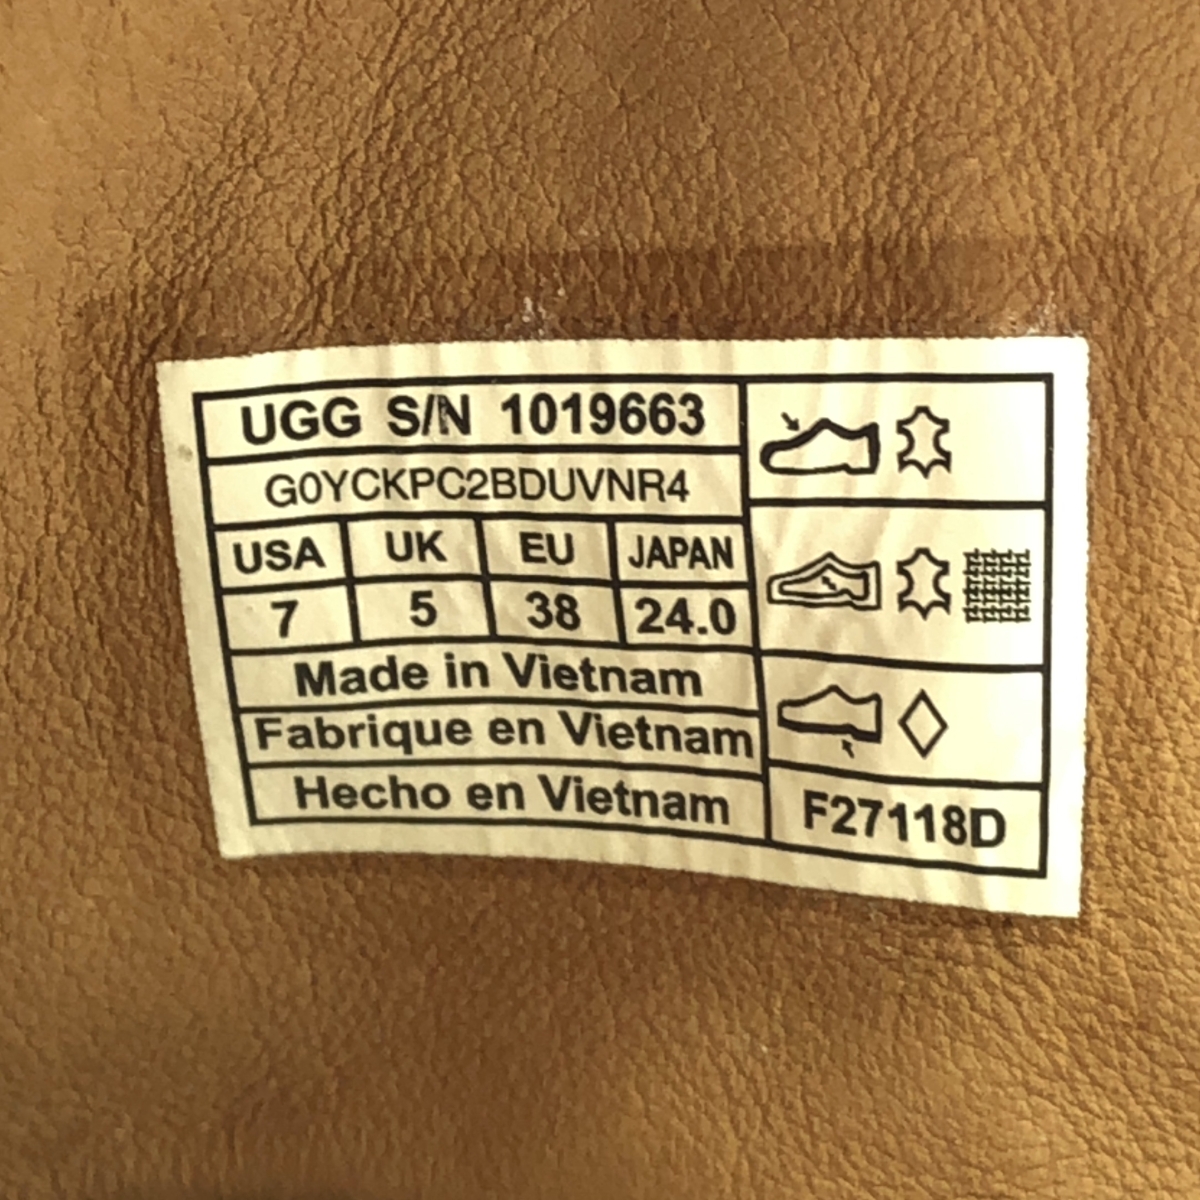 UGG S/N 1019663
G0YCKPC2BDUVNR4
USA UK EU JAPAN
7 5 38 24.0
Made in Vietnam
Fabrique en Vietnam
Hecho en Vietnam
F27118D